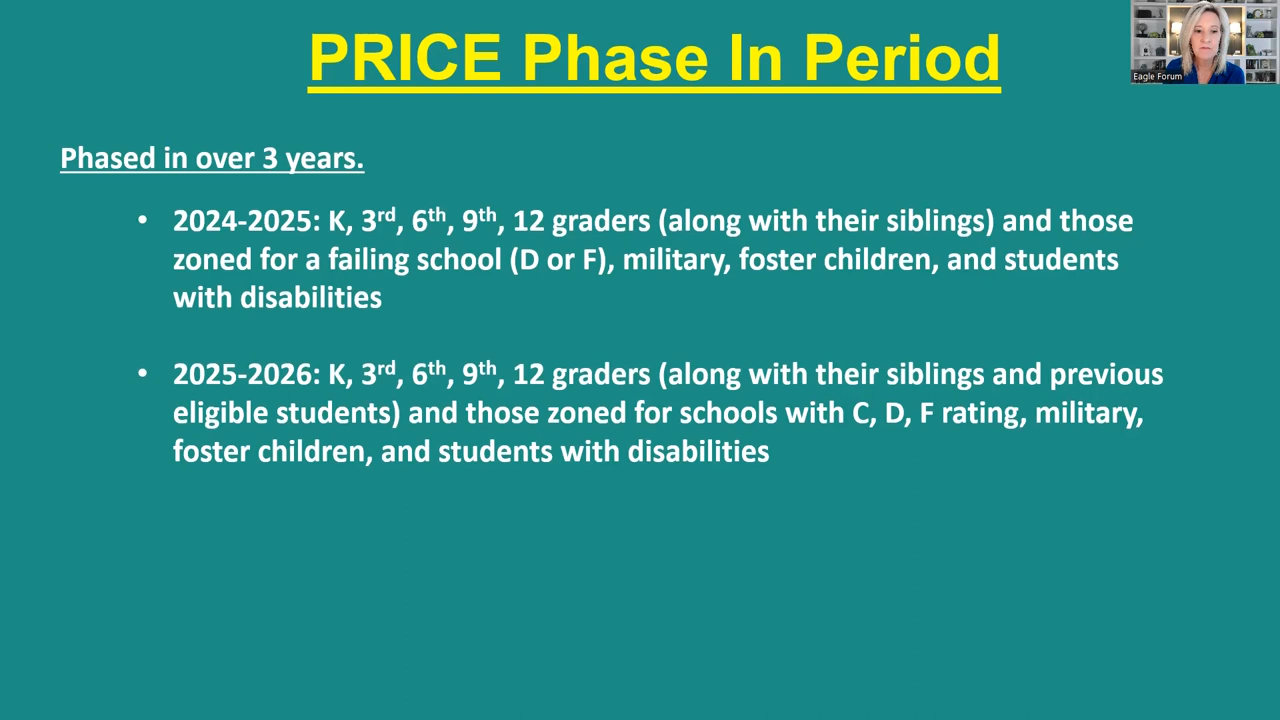 PRICE Phase In Period
Eagle Forum
Phased in over 3 years.
• 2024-2025: K, 3rd, 6th, 9th, 12 graders (along with their siblings) and those
zoned for a failing school (D or F), military, foster children, and students
with disabilities
• 2025-2026: K, 3rd, 6th, 9th, 12 graders (along with their siblings and previous
eligible students) and those zoned for schools with C, D, F rating, military,
foster children, and students with disabilities